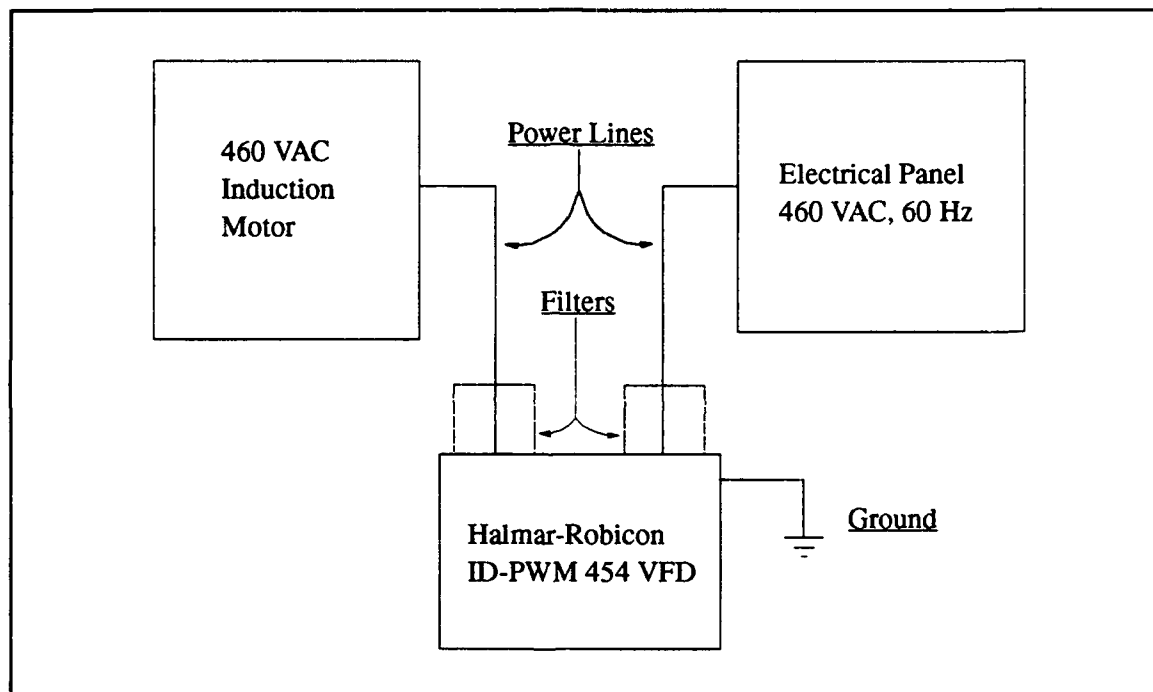 460 VAC
Induction
Motor
Power Lines
Electrical Panel
460 VAC, 60 Hz
Filters
Halmar-Robicon
ID-PWM 454 VFD
Ground